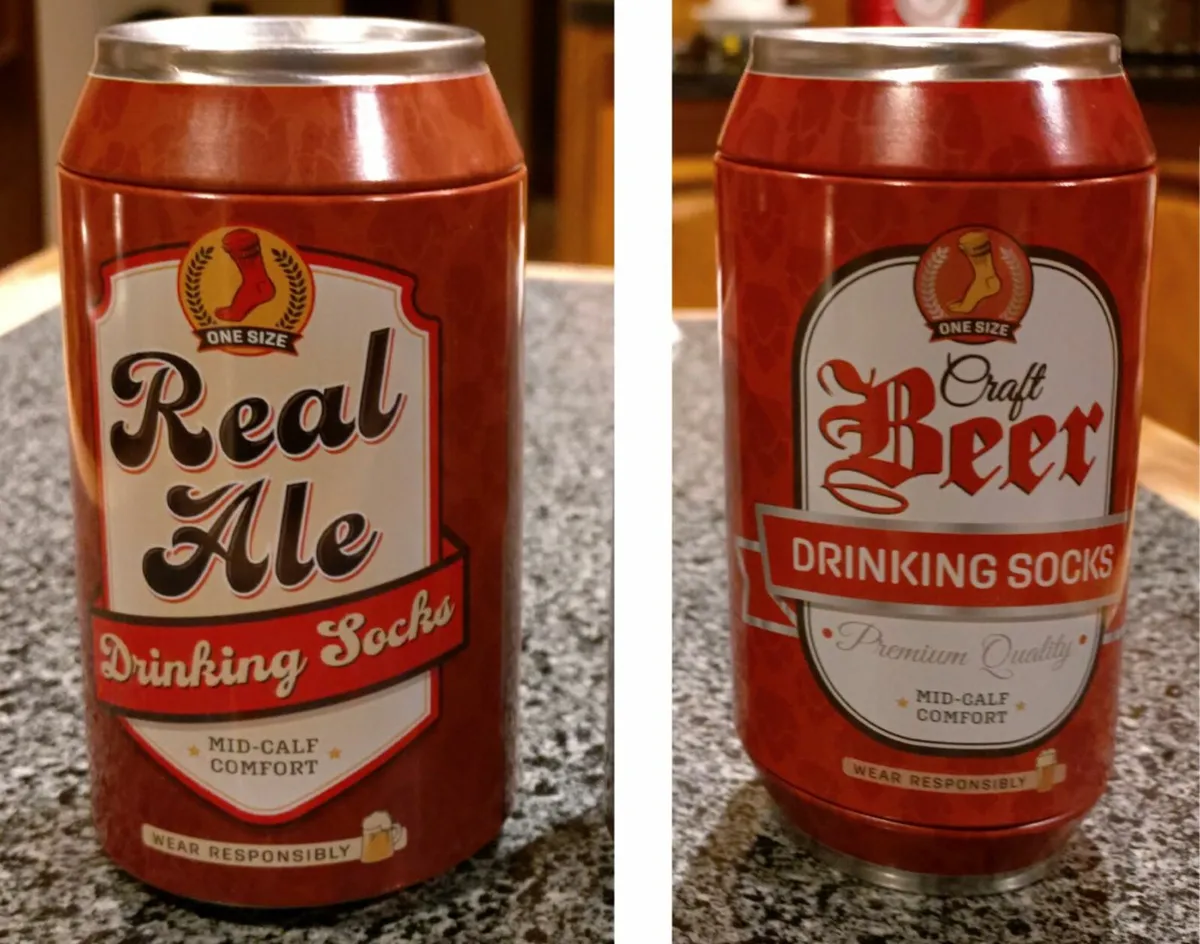 ONE SIZE
Real
Ale
Drinking Socks
MID-CALF
COMFORT
WEAR RESPONSIBLY
ONE SIZE
Craft
Beer
DRINKING SOCKS
Premium Quality
MID-CALF
COMFORT
WEAR RESPONSIBLY